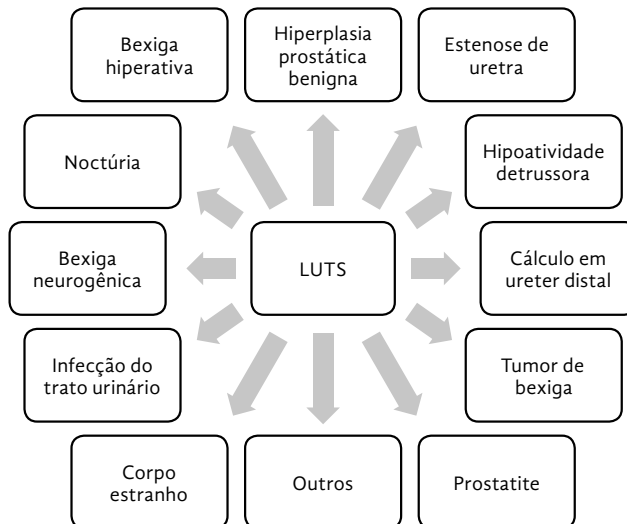 Bexiga
hiperativa
Hiperplasia
prostática
benigna
Estenose de
uretra
Noctúria
Hipoatividade
detrussora
Bexiga
neurogênica
LUTS
Cálculo em
ureter distal
Infecção do
trato urinário
Tumor de
bexiga
Corpo
estranho
Outros
Prostatite